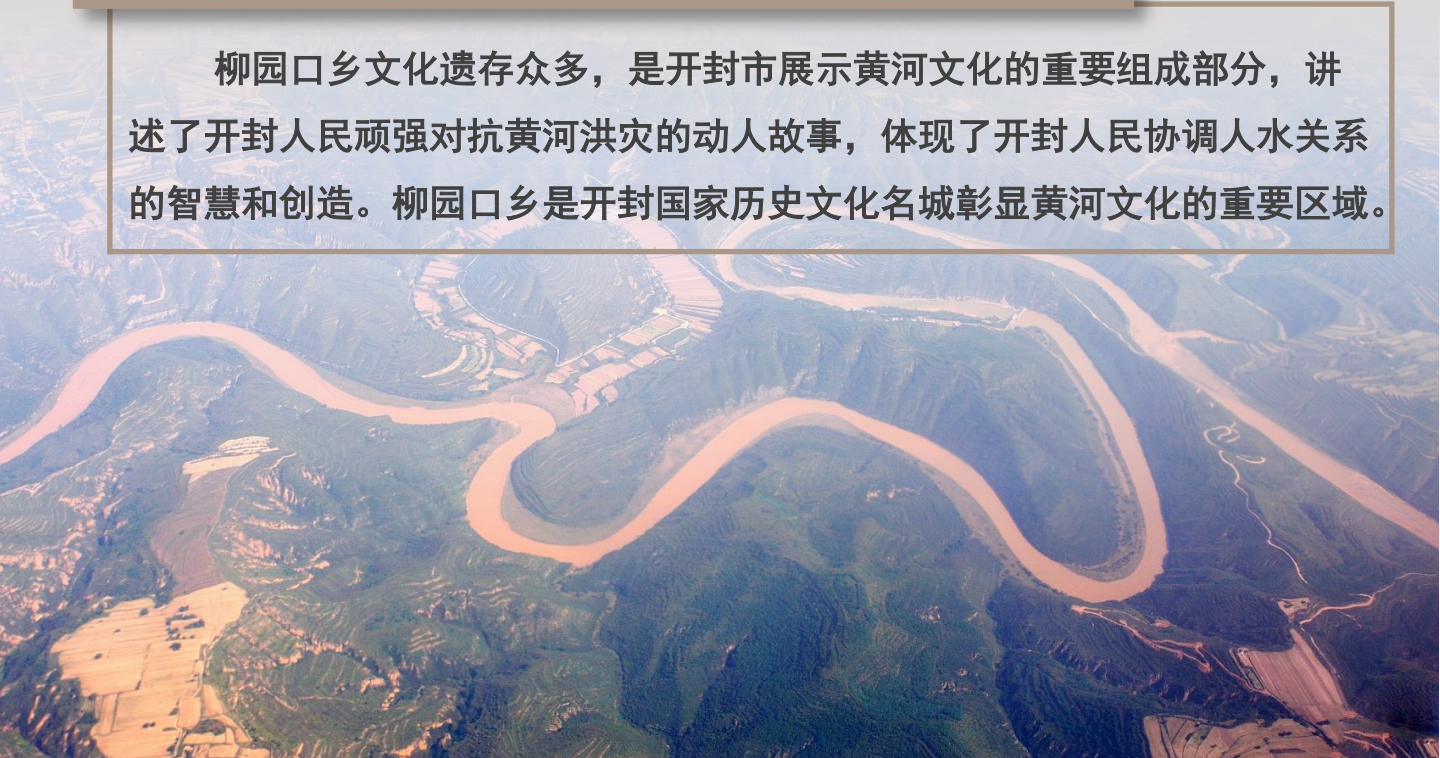 柳园口乡文化遗存众多，是开封市展示黄河文化的重要组成部分，讲
述了开封人民顽强对抗黄河洪灾的动人故事，体现了开封人民协调人水关系
的智慧和创造。柳园口乡是开封国家历史文化名城彰显黄河文化的重要区域。